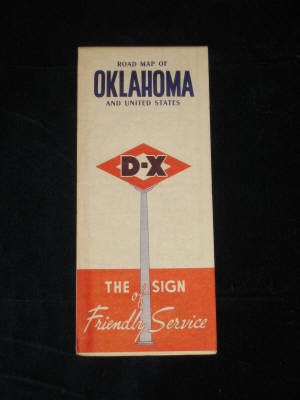 ROAD MAP OF
OKLAHOMA
AND UNITED STATES
D-X
THE SIGN
of
Friendly Service